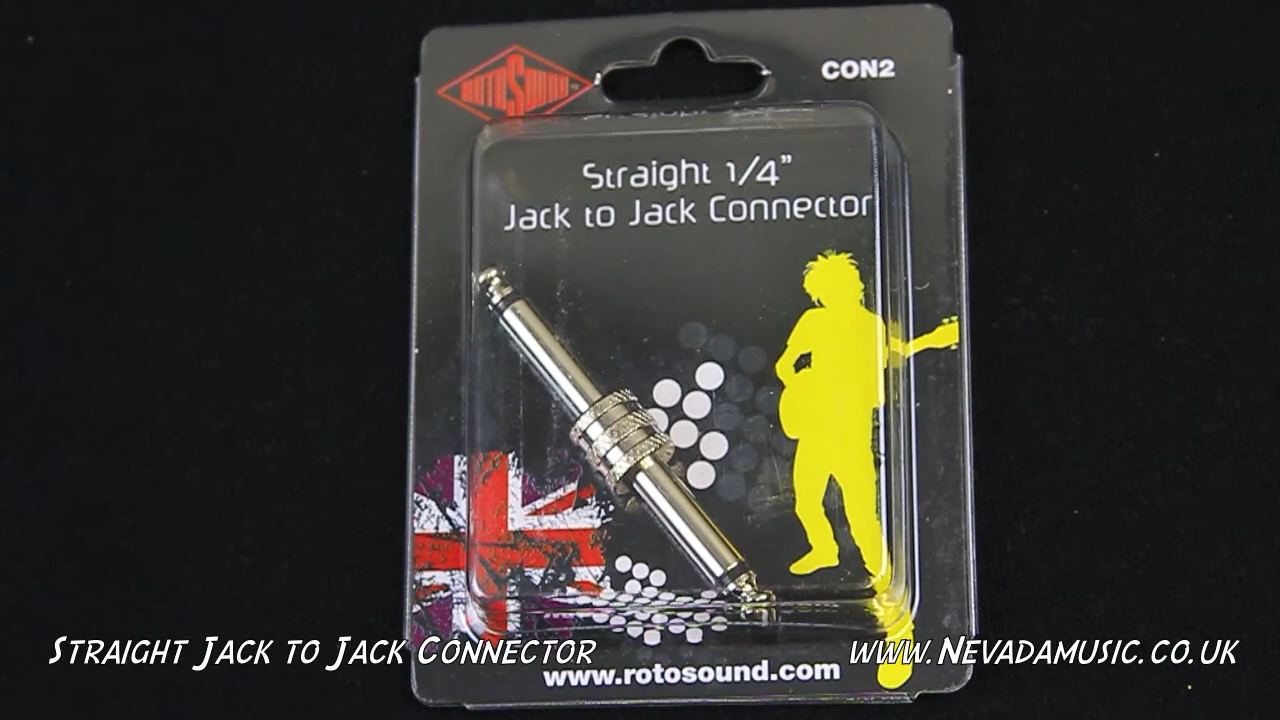 ROTOSOUND
CON2
Straight 1/4”
Jack to Jack Connector
STRAIGHT JACK TO JACK CONNECTOR
WWW.NEVADAMUSIC.CO.UK
www.rotosound.com